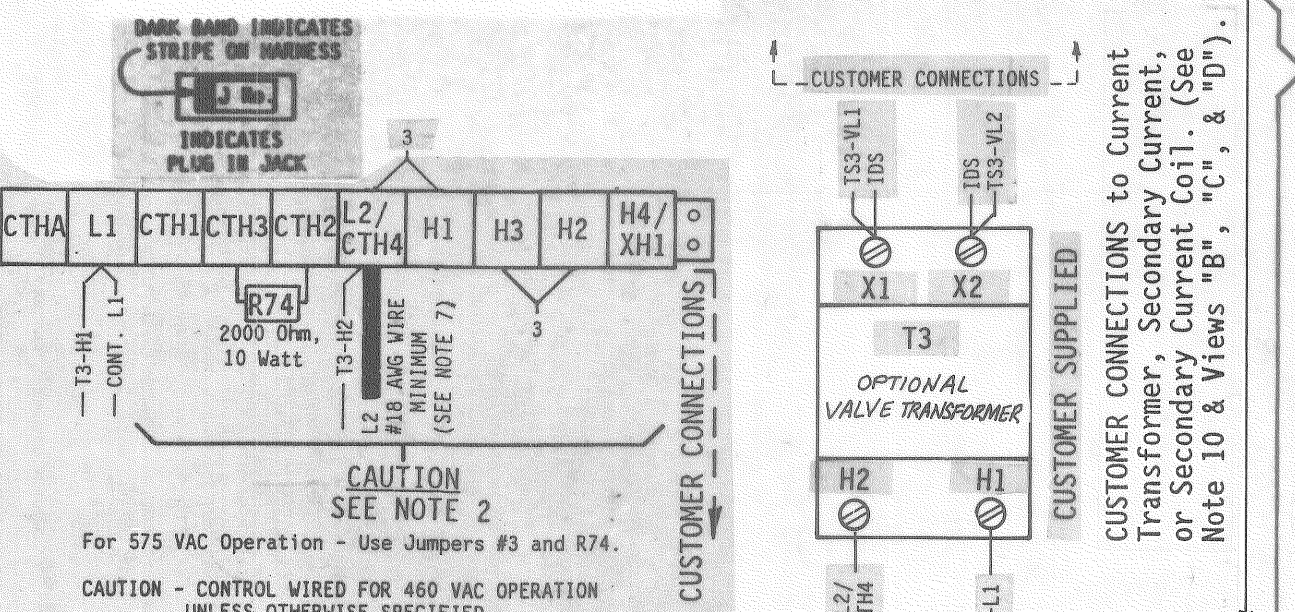 DARK BAND INDICATES
STRIPE ON HARNESS
J No.
INDICATES
PLUG IN JACK
3
CTHA
L1
CTH1
CTH3
CTH2
L2/
CTH4
H1
H3
H2
H4/
XH1
T3-H1
CONT. L1
R74
2000 Ohm,
10 Watt
T3-H2
L2
#18 AWG WIRE
MINIMUM
(SEE NOTE 7)
3
CAUTION
SEE NOTE 2
For 575 VAC Operation - Use Jumpers #3 and R74.
CAUTION - CONTROL WIRED FOR 460 VAC OPERATION
UNLESS OTHERWISE SPECIFIED
CUSTOMER CONNECTIONS
CUSTOMER CONNECTIONS
TS3-VL1
IDS
IDS
TS3-VL2
X1
X2
T3
OPTIONAL
VALVE TRANSFORMER
H2
H1
-L1
CUSTOMER SUPPLIED
CUSTOMER CONNECTIONS to Current
Transformer, Secondary Current,
or Secondary Current Coil. (See
Note 10 & Views "B", "C", & "D").